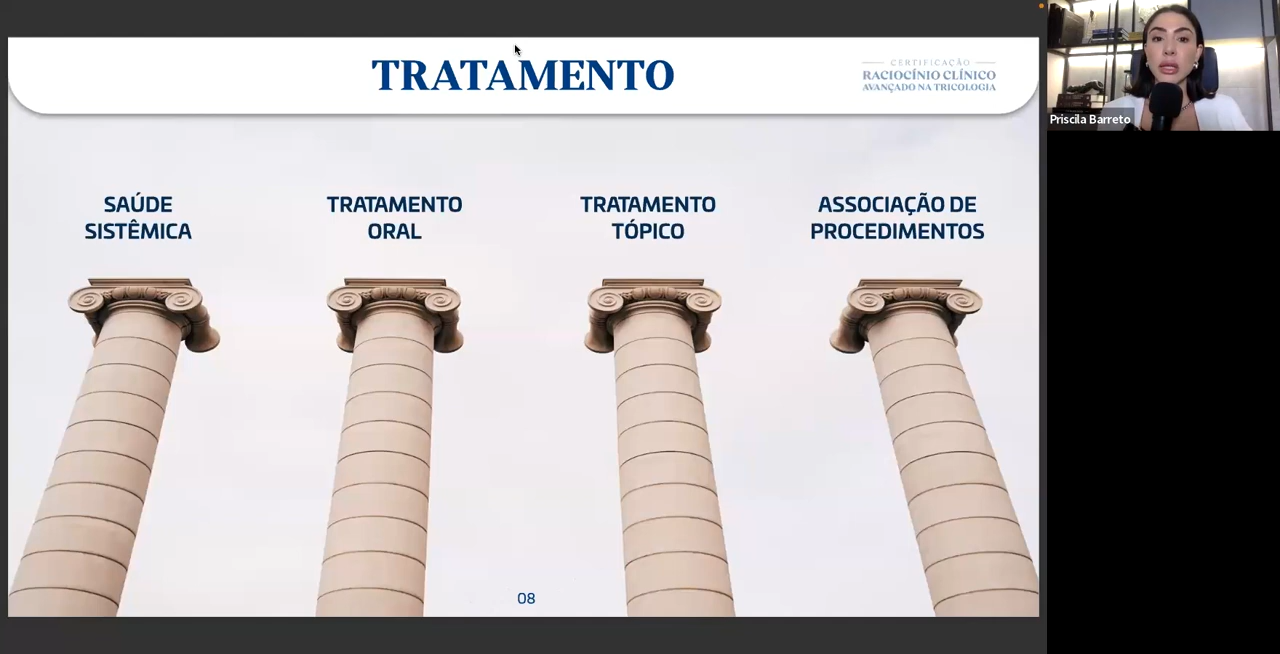 TRATAMENTO
CERTIFICAÇÃO
RACIOCÍNIO CLÍNICO
AVANÇADO NA TRICOLOGIA
SAÚDE
SISTÊMICA
TRATAMENTO
ORAL
TRATAMENTO
TÓPICO
ASSOCIAÇÃO DE
PROCEDIMENTOS
08
Priscila Barreto